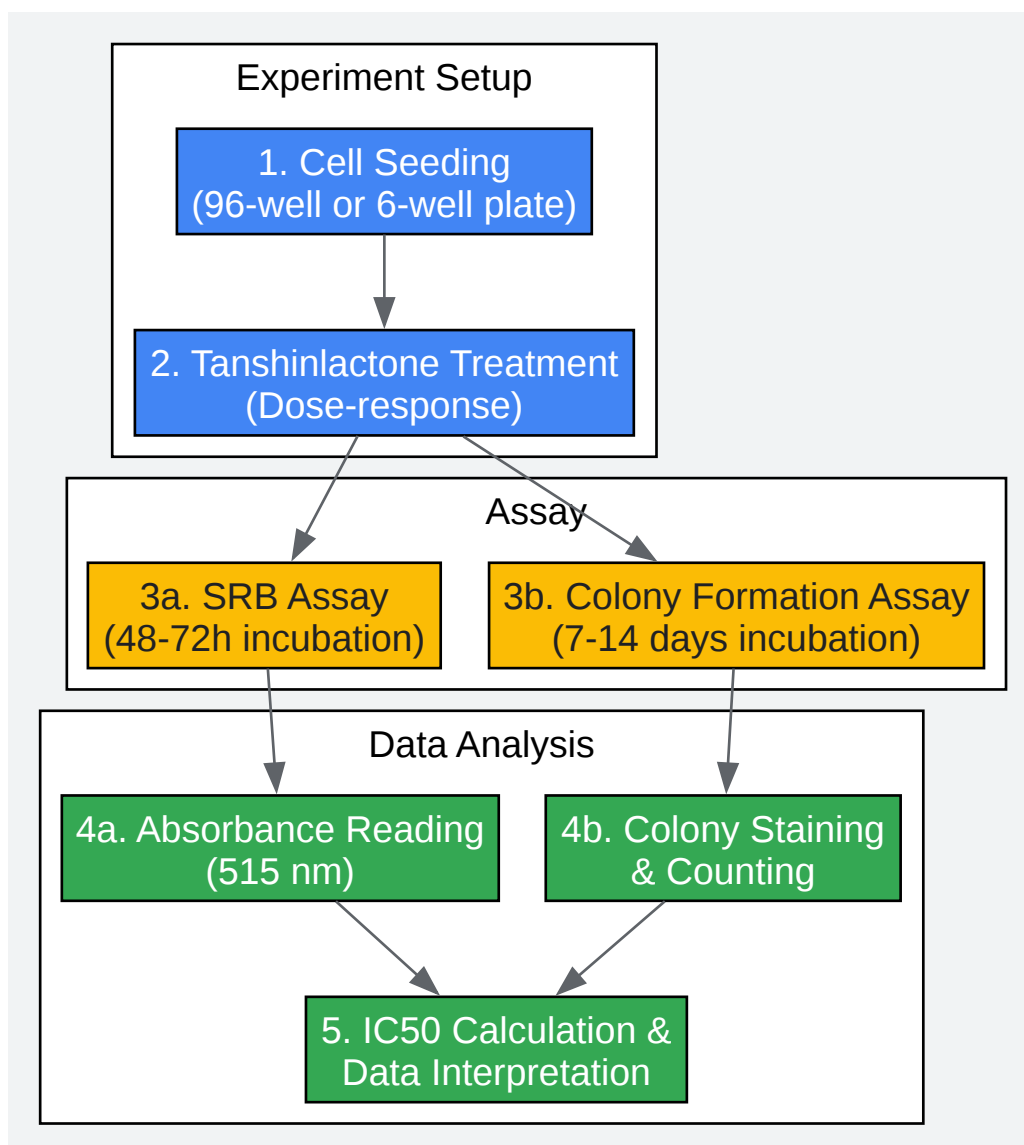 Experiment Setup
1. Cell Seeding
(96-well or 6-well plate)
2. Tanshinlactone Treatment
(Dose-response)
Assay
3a. SRB Assay
(48-72h incubation)
3b. Colony Formation Assay
(7-14 days incubation)
Data Analysis
4a. Absorbance Reading
(515 nm)
4b. Colony Staining
& Counting
5. IC50 Calculation &
Data Interpretation